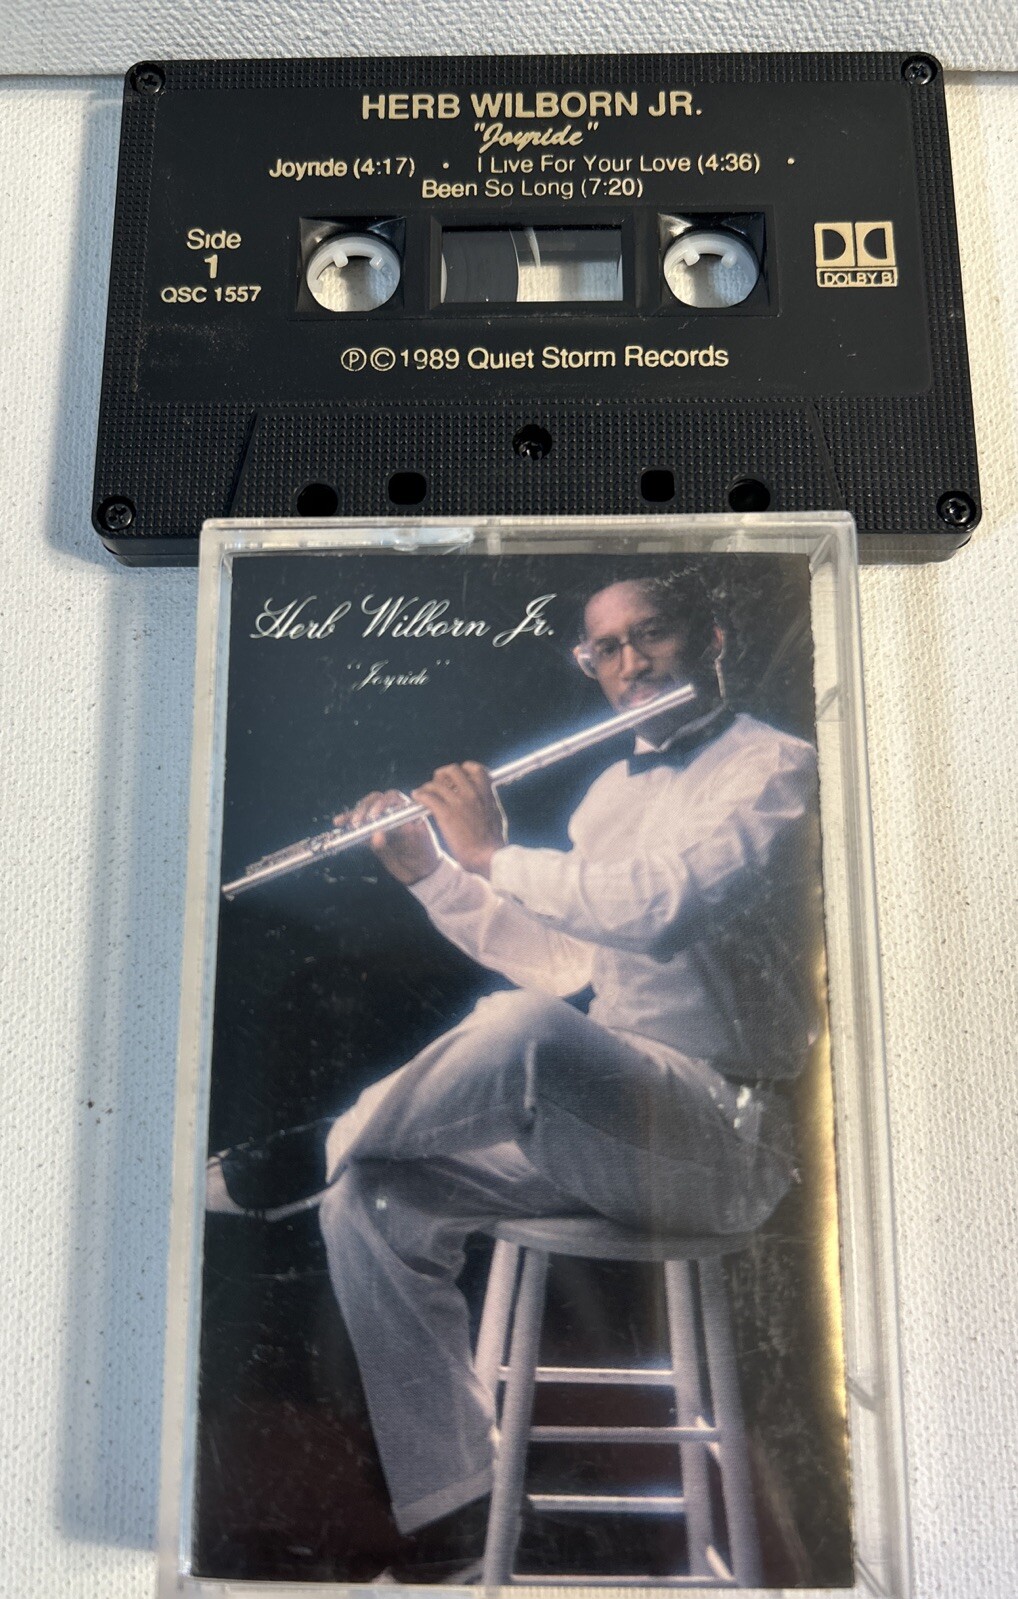 HERB WILBORN JR.
"Joyride"
Joyride (4:17) • I Live For Your Love (4:36) •
Been So Long (7:20)
Side
1
QSC 1557
DOLBY B
Ⓟ©1989 Quiet Storm Records
Herb Wilborn Jr.
"Joyride"